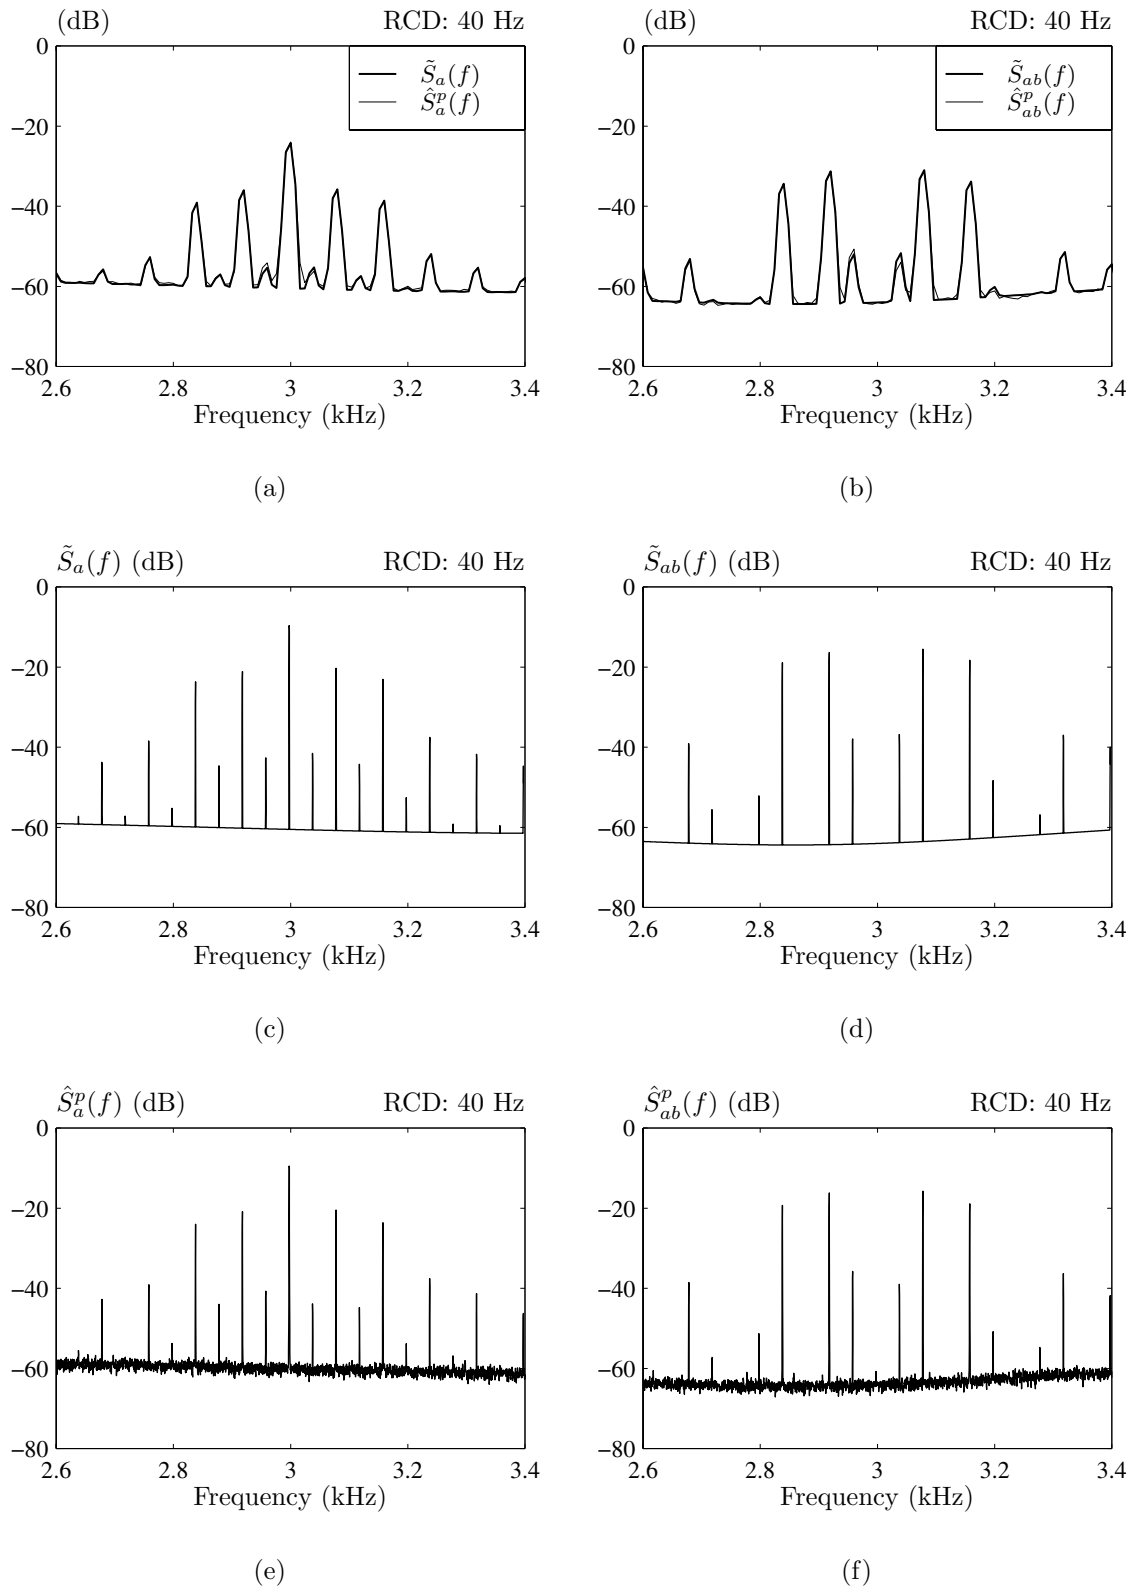 (dB) RCD: 40 Hz
S̃ₐ(f)
Ŝₐᵖ(f)
0
−20
−40
−60
−80
2.6 2.8 3 3.2 3.4
Frequency (kHz)
(a)
(dB) RCD: 40 Hz
S̃_{ab}(f)
Ŝ^p_{ab}(f)
0
−20
−40
−60
−80
2.6 2.8 3 3.2 3.4
Frequency (kHz)
(b)
S̃ₐ(f) (dB) RCD: 40 Hz
0
−20
−40
−60
−80
2.6 2.8 3 3.2 3.4
Frequency (kHz)
(c)
S̃_{ab}(f) (dB) RCD: 40 Hz
0
−20
−40
−60
−80
2.6 2.8 3 3.2 3.4
Frequency (kHz)
(d)
Ŝₐᵖ(f) (dB) RCD: 40 Hz
0
−20
−40
−60
−80
2.6 2.8 3 3.2 3.4
Frequency (kHz)
(e)
Ŝ^p_{ab}(f) (dB) RCD: 40 Hz
0
−20
−40
−60
−80
2.6 2.8 3 3.2 3.4
Frequency (kHz)
(f)